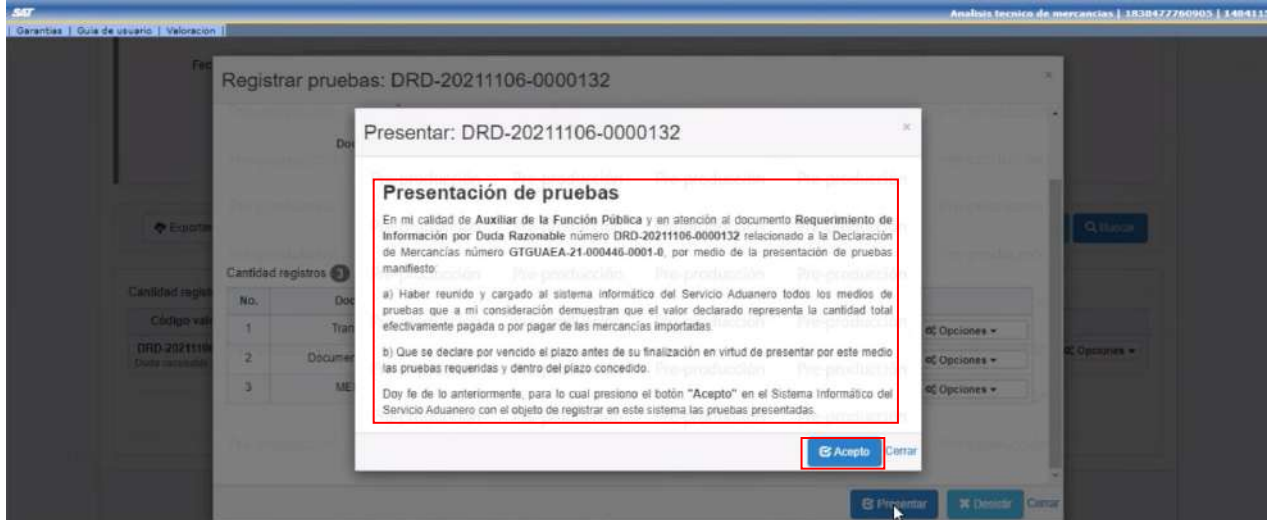 SAT
Analisis tecnico de mercancias | 1838477760905 |
| Garantias | Guia de usuario | Valoracion |
Registrar pruebas: DRD-20211106-0000132
×
Presentar: DRD-20211106-0000132
×
Presentación de pruebas
En mi calidad de Auxiliar de la Función Pública y en atención al documento Requerimiento de
Información por Duda Razonable número DRD-20211106-0000132 relacionado a la Declaración
de Mercancías número GTGUAEA-21-000446-0001-0, por medio de la presentación de pruebas
manifiesto:
a) Haber reunido y cargado al sistema informático del Servicio Aduanero todos los medios de
pruebas que a mi consideración demuestran que el valor declarado representa la cantidad total
efectivamente pagada o por pagar de las mercancías importadas.
b) Que se declare por vencido el plazo antes de su finalización en virtud de presentar por este medio
las pruebas requeridas y dentro del plazo concedido.
Doy fe de lo anteriormente, para lo cual presiono el botón "Acepto" en el Sistema Informático del
Servicio Aduanero con el objeto de registrar en este sistema las pruebas presentadas.
Acepto Cerrar
Cantidad registros 3
No.
1
Opciones
2
Opciones
3
Opciones
Buscar
Opciones
Presentar Desistir Cerrar